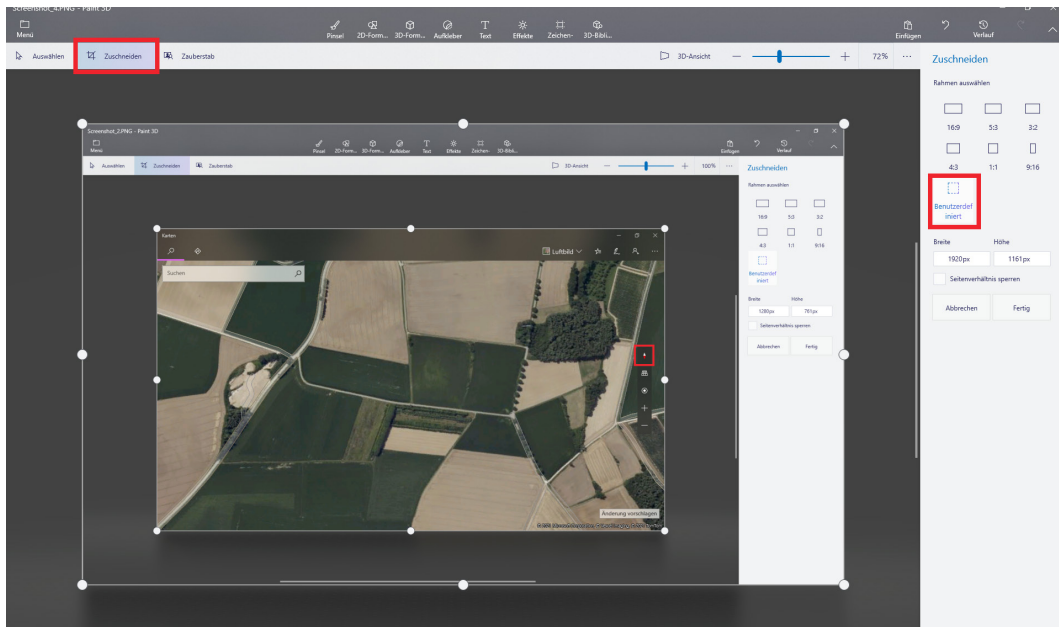 Screenshot_4.PNG - Paint 3D
Menü
Pinsel 2D-Form... 3D-Form... Aufkleber Text Effekte Zeichen- 3D-Bibli...
Einfügen Verlauf
Auswählen Zuschneiden Zauberstab 3D-Ansicht 72%
Zuschneiden
Rahmen auswählen
16:9 5:3 3:2
4:3 1:1 9:16
Benutzerdef
iniert
Breite Höhe
1920px 1161px
Seitenverhältnis sperren
Abbrechen Fertig
Screenshot_2.PNG - Paint 3D
Menü
Pinsel 2D-Form... 3D-Form... Aufkleber Text Effekte Zeichen- 3D-Bibli...
Einfügen Verlauf
Auswählen Zuschneiden Zauberstab 3D-Ansicht 100%
Zuschneiden
Rahmen auswählen
16:9 5:3 3:2
4:3 1:1 9:16
Benutzerdef
iniert
Breite Höhe
1280px 761px
Seitenverhältnis sperren
Abbrechen Fertig
Karten
Luftbild
Suchen
Änderung vorschlagen